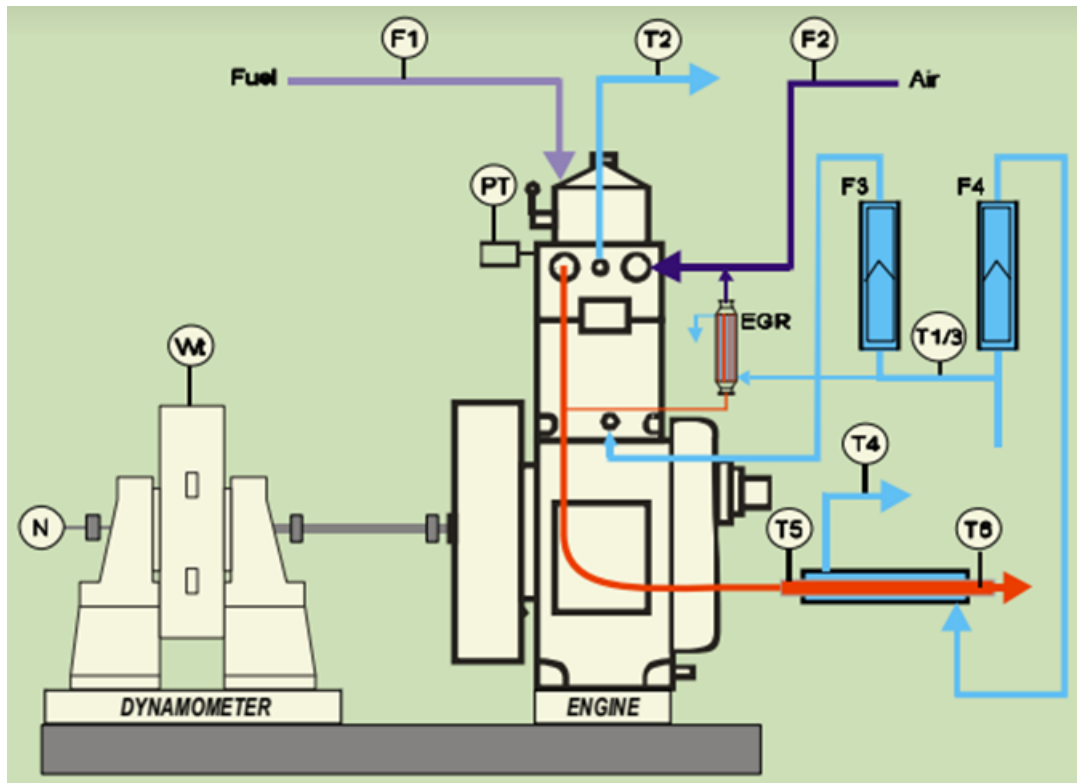 F1
T2
F2
Fuel
Air
PT
F3
F4
EGR
T1/3
Wt
T4
N
T5
T6
DYNAMOMETER
ENGINE